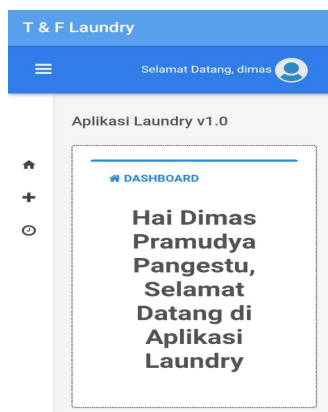 T & F Laundry
Selamat Datang, dimas
Aplikasi Laundry v1.0
DASHBOARD
Hai Dimas
Pramudya
Pangestu,
Selamat
Datang di
Aplikasi
Laundry